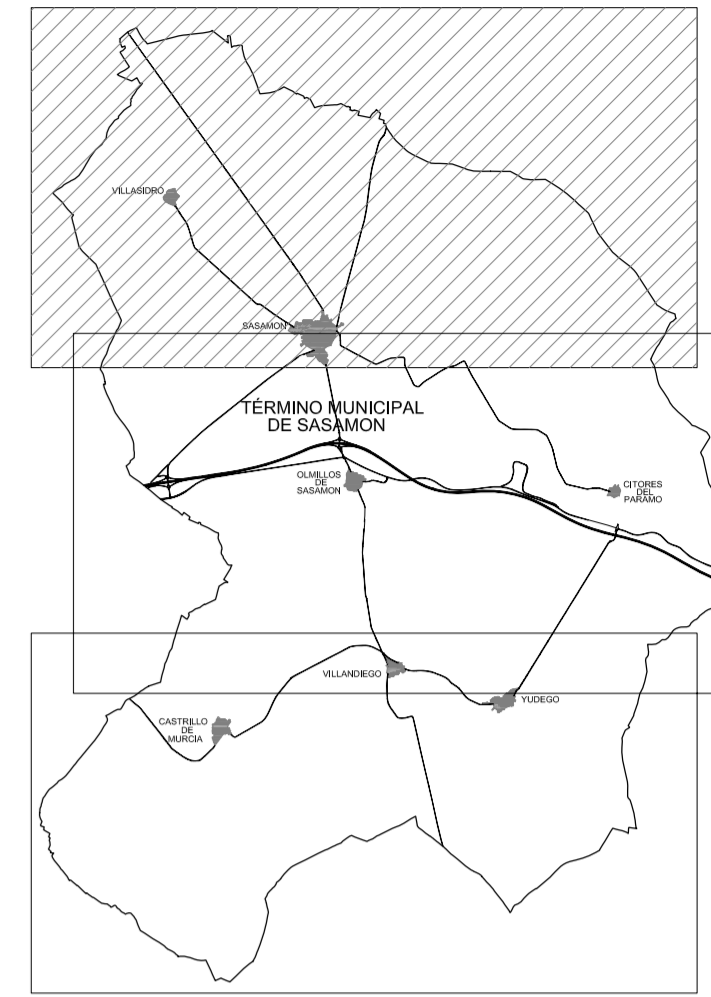 VILLASIDRO
SASAMON
TÉRMINO MUNICIPAL
DE SASAMON
OLMILLOS
DE
SASAMON
CITORES
DEL
PARAMO
VILLANDIEGO
YUDEGO
CASTRILLO
DE
MURCIA